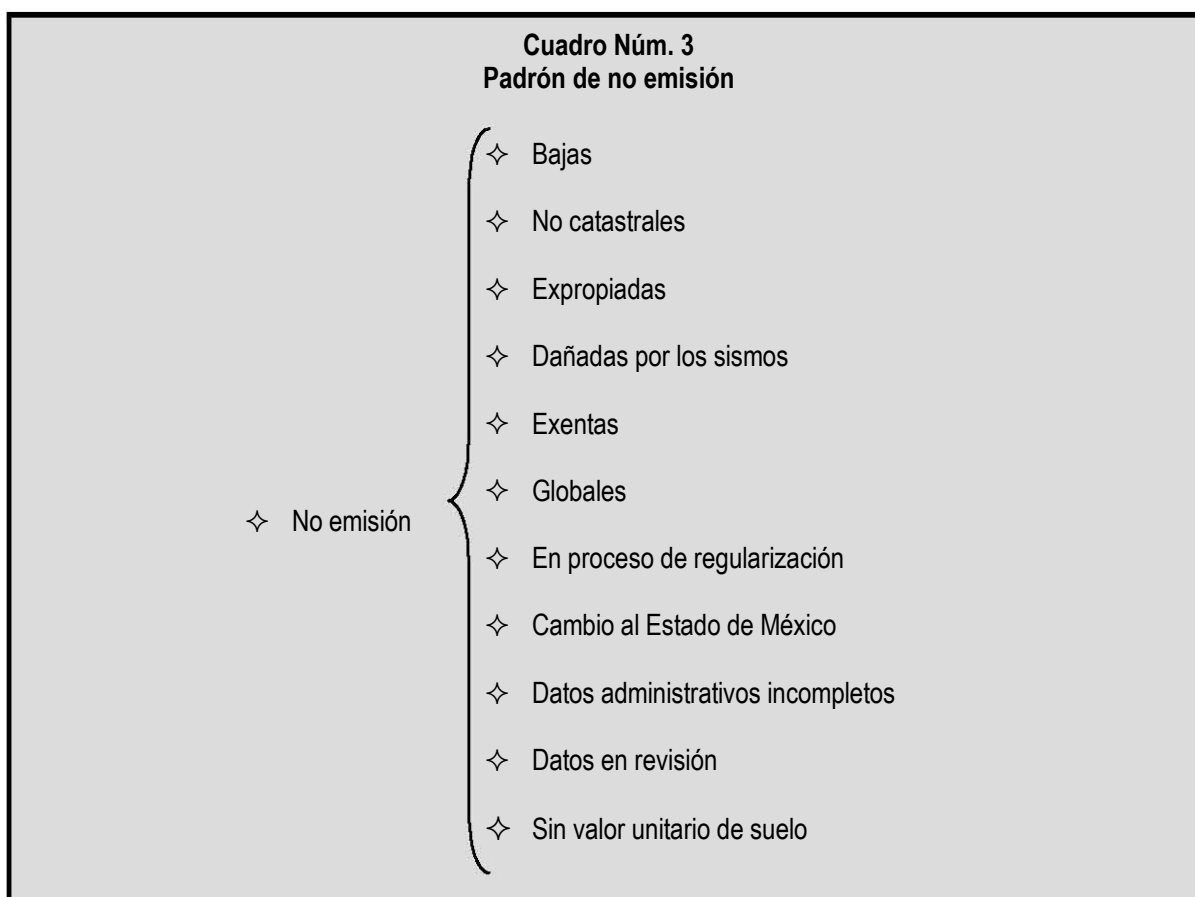 Cuadro Núm. 3
Padrón de no emisión
✧ Bajas
✧ No catastrales
✧ Expropiadas
✧ Dañadas por los sismos
✧ Exentas
✧ Globales
✧ No emisión
✧ En proceso de regularización
✧ Cambio al Estado de México
✧ Datos administrativos incompletos
✧ Datos en revisión
✧ Sin valor unitario de suelo